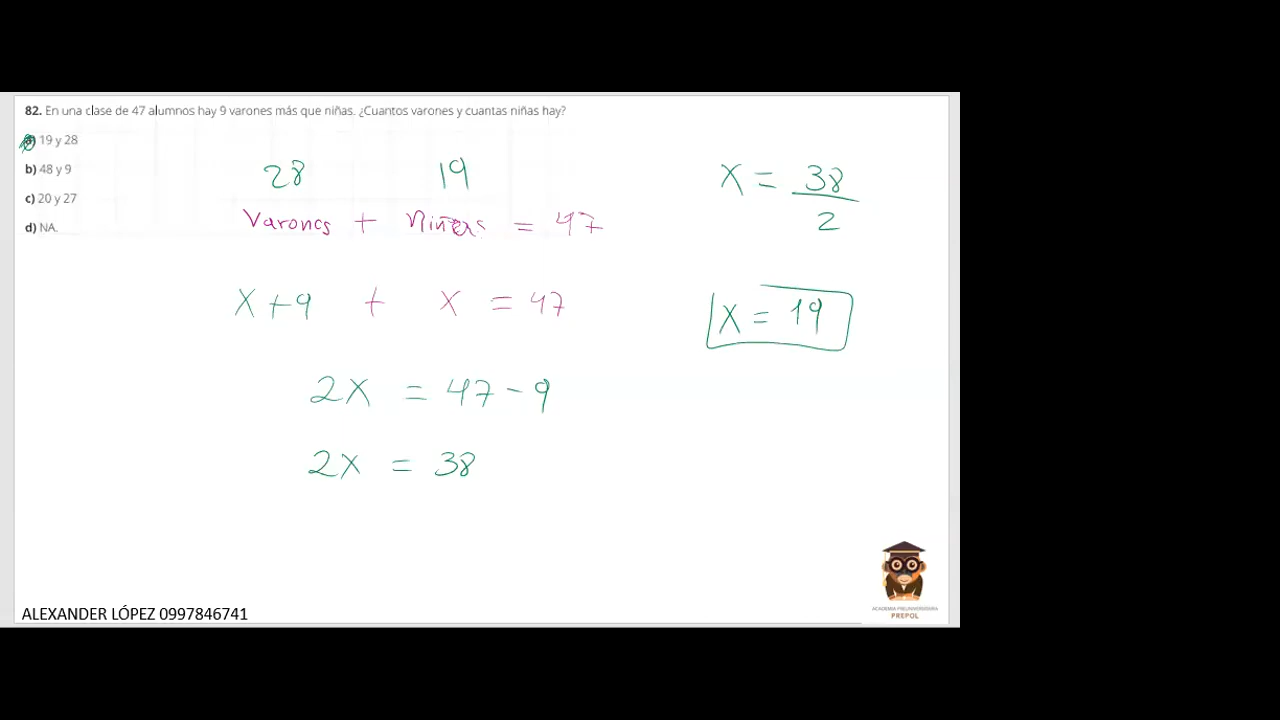 82. En una clase de 47 alumnos hay 9 varones más que niñas. ¿Cuantos varones y cuantas niñas hay?
a) 19 y 28
b) 48 y 9
c) 20 y 27
d) NA.
28 19
Varones + Niñas = 47
X + 9 + X = 47
2X = 47 - 9
2X = 38
X = 38
2
X = 19
ACADEMIA PREUNIVERSITARIA
PREPOL
ALEXANDER LÓPEZ 0997846741